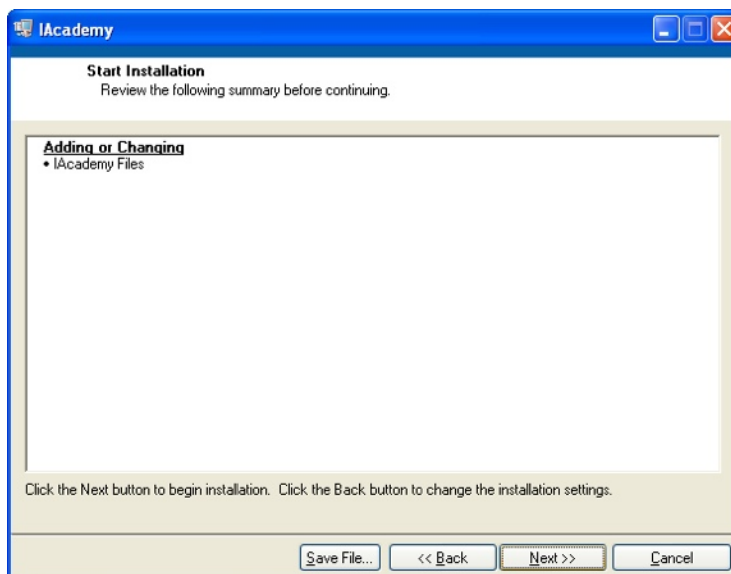 IAcademy
Start Installation
Review the following summary before continuing.
Adding or Changing
• IAcademy Files
Click the Next button to begin installation. Click the Back button to change the installation settings.
Save File... << Back Next >> Cancel